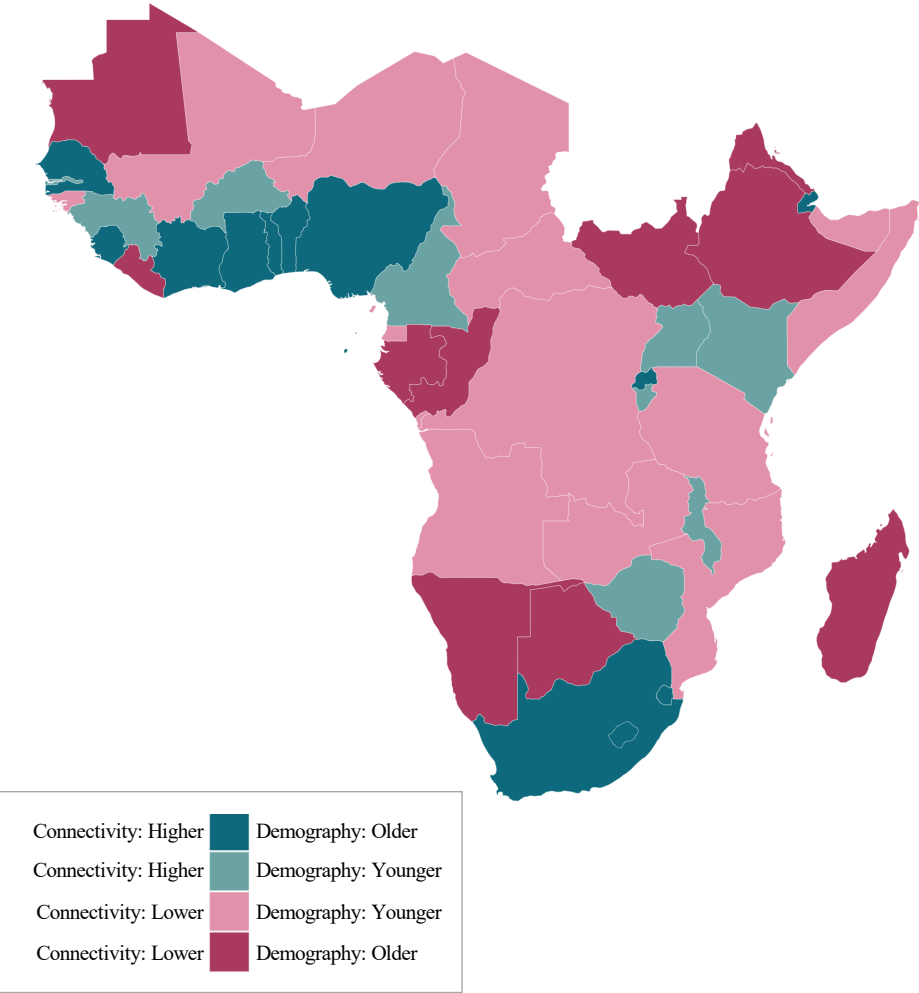 Connectivity: Higher Demography: Older
Connectivity: Higher Demography: Younger
Connectivity: Lower Demography: Younger
Connectivity: Lower Demography: Older